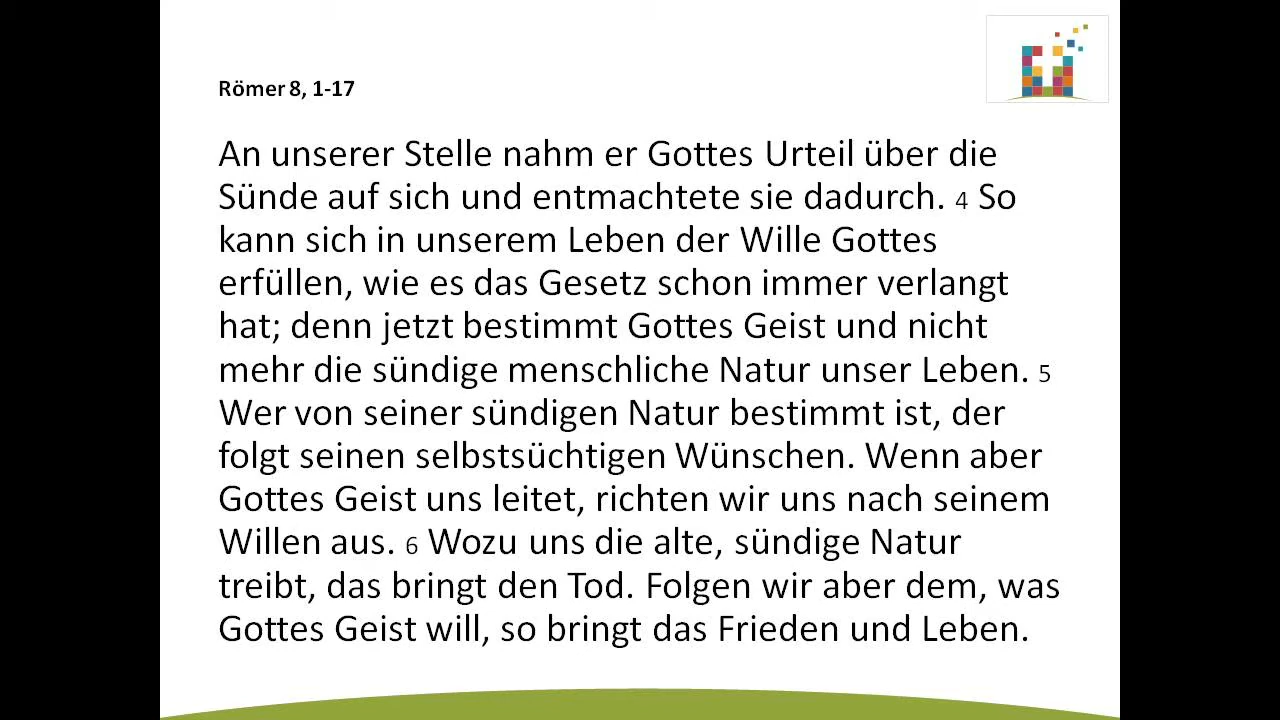 Römer 8, 1-17
An unserer Stelle nahm er Gottes Urteil über die
Sünde auf sich und entmachtete sie dadurch. 4 So
kann sich in unserem Leben der Wille Gottes
erfüllen, wie es das Gesetz schon immer verlangt
hat; denn jetzt bestimmt Gottes Geist und nicht
mehr die sündige menschliche Natur unser Leben. 5
Wer von seiner sündigen Natur bestimmt ist, der
folgt seinen selbstsüchtigen Wünschen. Wenn aber
Gottes Geist uns leitet, richten wir uns nach seinem
Willen aus. 6 Wozu uns die alte, sündige Natur
treibt, das bringt den Tod. Folgen wir aber dem, was
Gottes Geist will, so bringt das Frieden und Leben.